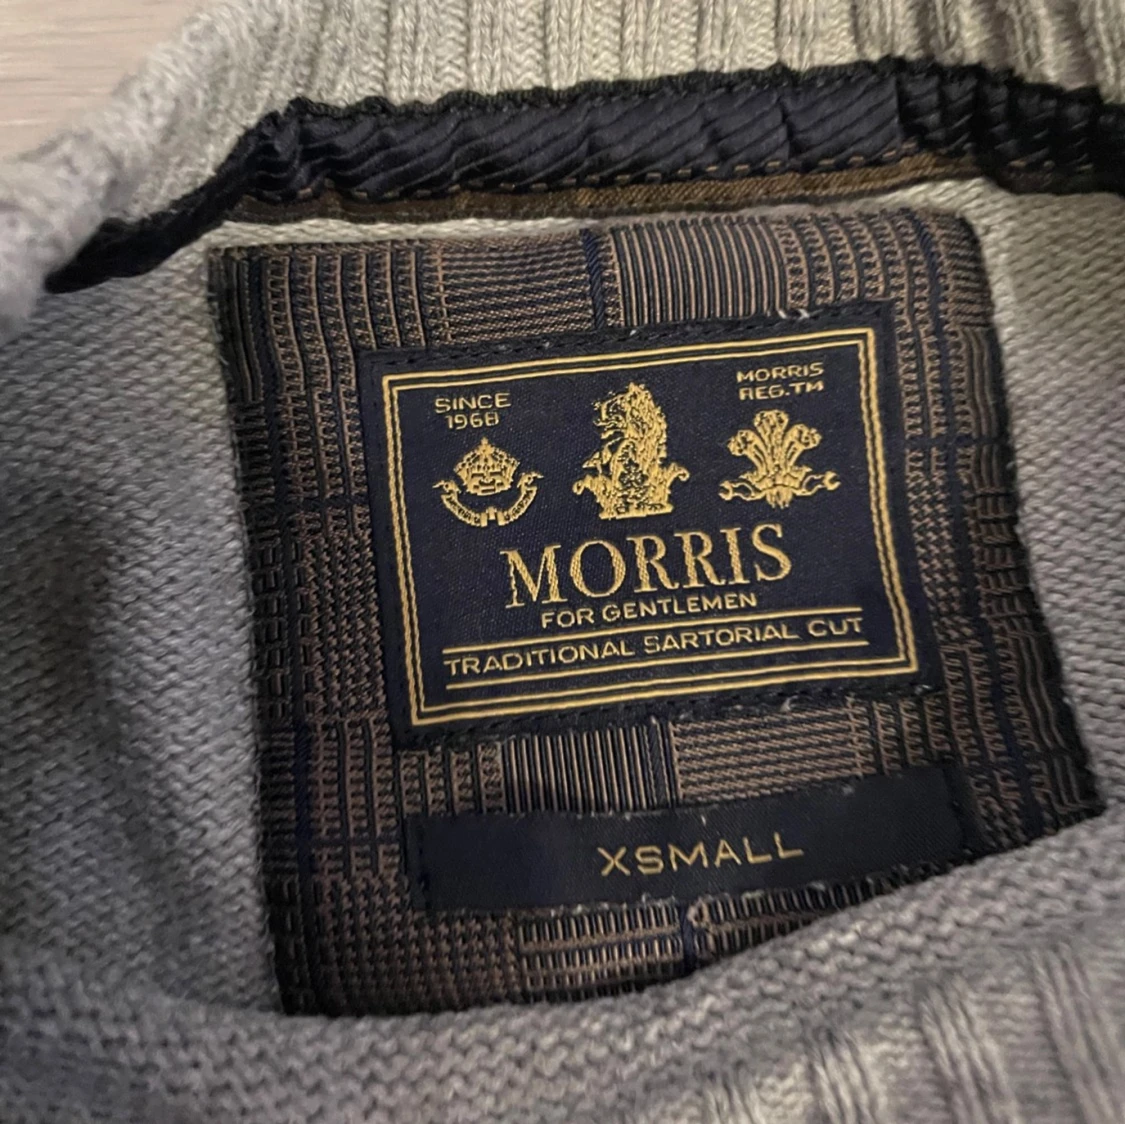 SINCE
1968
MORRIS
REG.TM
MORRIS
FOR GENTLEMEN
TRADITIONAL SARTORIAL CUT
XSMALL